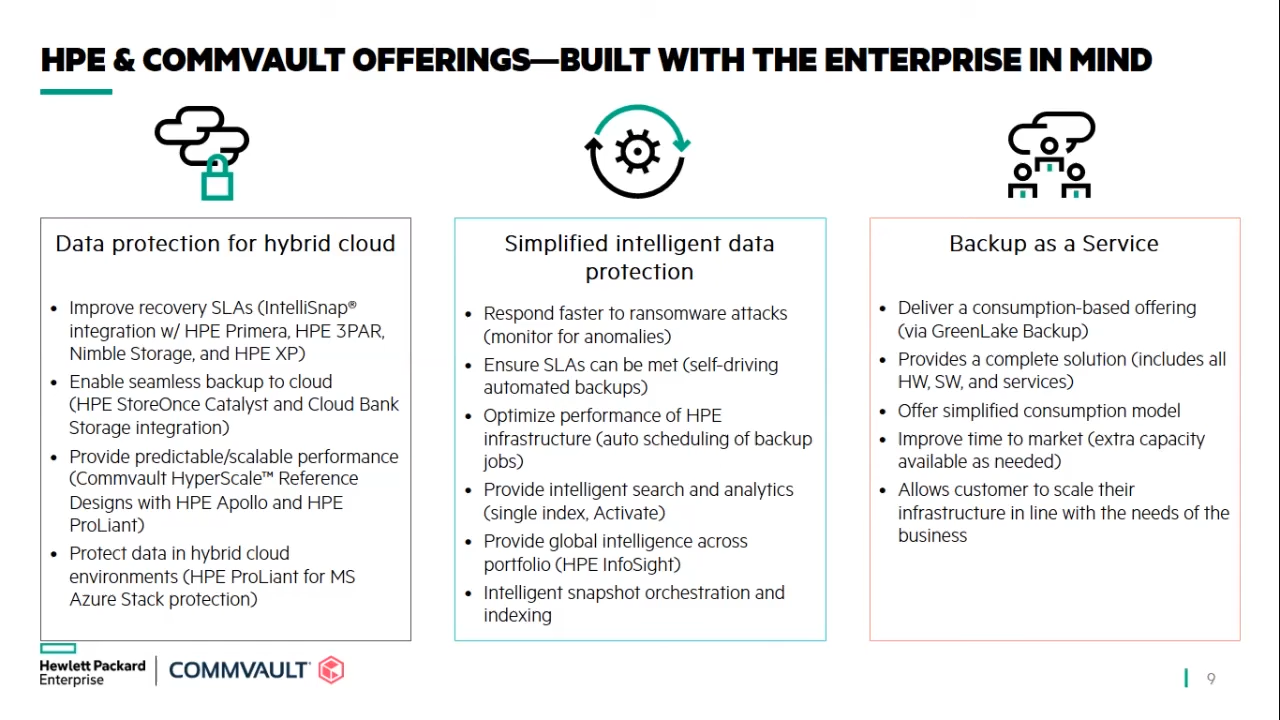 HPE & COMMVAULT OFFERINGS—BUILT WITH THE ENTERPRISE IN MIND
Data protection for hybrid cloud
• Improve recovery SLAs (IntelliSnap®
integration w/ HPE Primera, HPE 3PAR,
Nimble Storage, and HPE XP)
• Enable seamless backup to cloud
(HPE StoreOnce Catalyst and Cloud Bank
Storage integration)
• Provide predictable/scalable performance
(Commvault HyperScale™ Reference
Designs with HPE Apollo and HPE
ProLiant)
• Protect data in hybrid cloud
environments (HPE ProLiant for MS
Azure Stack protection)
Simplified intelligent data
protection
• Respond faster to ransomware attacks
(monitor for anomalies)
• Ensure SLAs can be met (self-driving
automated backups)
• Optimize performance of HPE
infrastructure (auto scheduling of backup
jobs)
• Provide intelligent search and analytics
(single index, Activate)
• Provide global intelligence across
portfolio (HPE InfoSight)
• Intelligent snapshot orchestration and
indexing
Backup as a Service
• Deliver a consumption-based offering
(via GreenLake Backup)
• Provides a complete solution (includes all
HW, SW, and services)
• Offer simplified consumption model
• Improve time to market (extra capacity
available as needed)
• Allows customer to scale their
infrastructure in line with the needs of the
business
Hewlett Packard
Enterprise
COMMVAULT
9